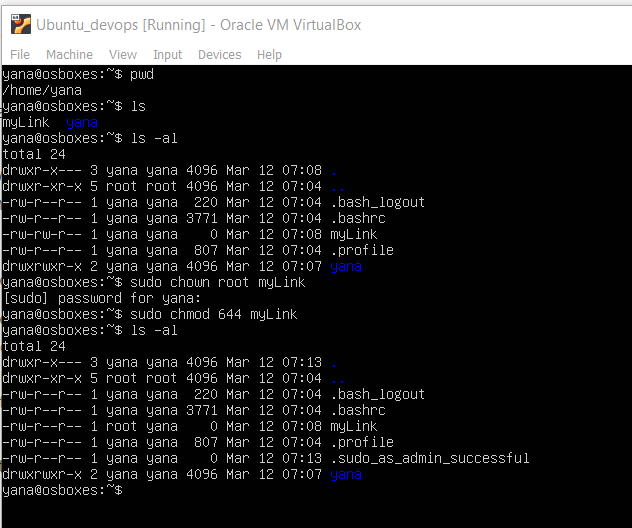 Ubuntu_devops [Running] - Oracle VM VirtualBox
File Machine View Input Devices Help
yana@osboxes:~$ pwd
/home/yana
yana@osboxes:~$ ls
myLink  yana
yana@osboxes:~$ ls -al
total 24
drwxr-x--- 3 yana yana 4096 Mar 12 07:08 .
drwxr-xr-x 5 root root 4096 Mar 12 07:04 ..
-rw-r--r-- 1 yana yana  220 Mar 12 07:04 .bash_logout
-rw-r--r-- 1 yana yana 3771 Mar 12 07:04 .bashrc
-rw-rw-r-- 1 yana yana    0 Mar 12 07:08 myLink
-rw-r--r-- 1 yana yana  807 Mar 12 07:04 .profile
drwxrwxr-x 2 yana yana 4096 Mar 12 07:07 yana
yana@osboxes:~$ sudo chown root myLink
[sudo] password for yana:
yana@osboxes:~$ sudo chmod 644 myLink
yana@osboxes:~$ ls -al
total 24
drwxr-x--- 3 yana yana 4096 Mar 12 07:13 .
drwxr-xr-x 5 root root 4096 Mar 12 07:04 ..
-rw-r--r-- 1 yana yana  220 Mar 12 07:04 .bash_logout
-rw-r--r-- 1 yana yana 3771 Mar 12 07:04 .bashrc
-rw-r--r-- 1 root yana    0 Mar 12 07:08 myLink
-rw-r--r-- 1 yana yana  807 Mar 12 07:04 .profile
-rw-r--r-- 1 yana yana    0 Mar 12 07:13 .sudo_as_admin_successful
drwxrwxr-x 2 yana yana 4096 Mar 12 07:07 yana
yana@osboxes:~$